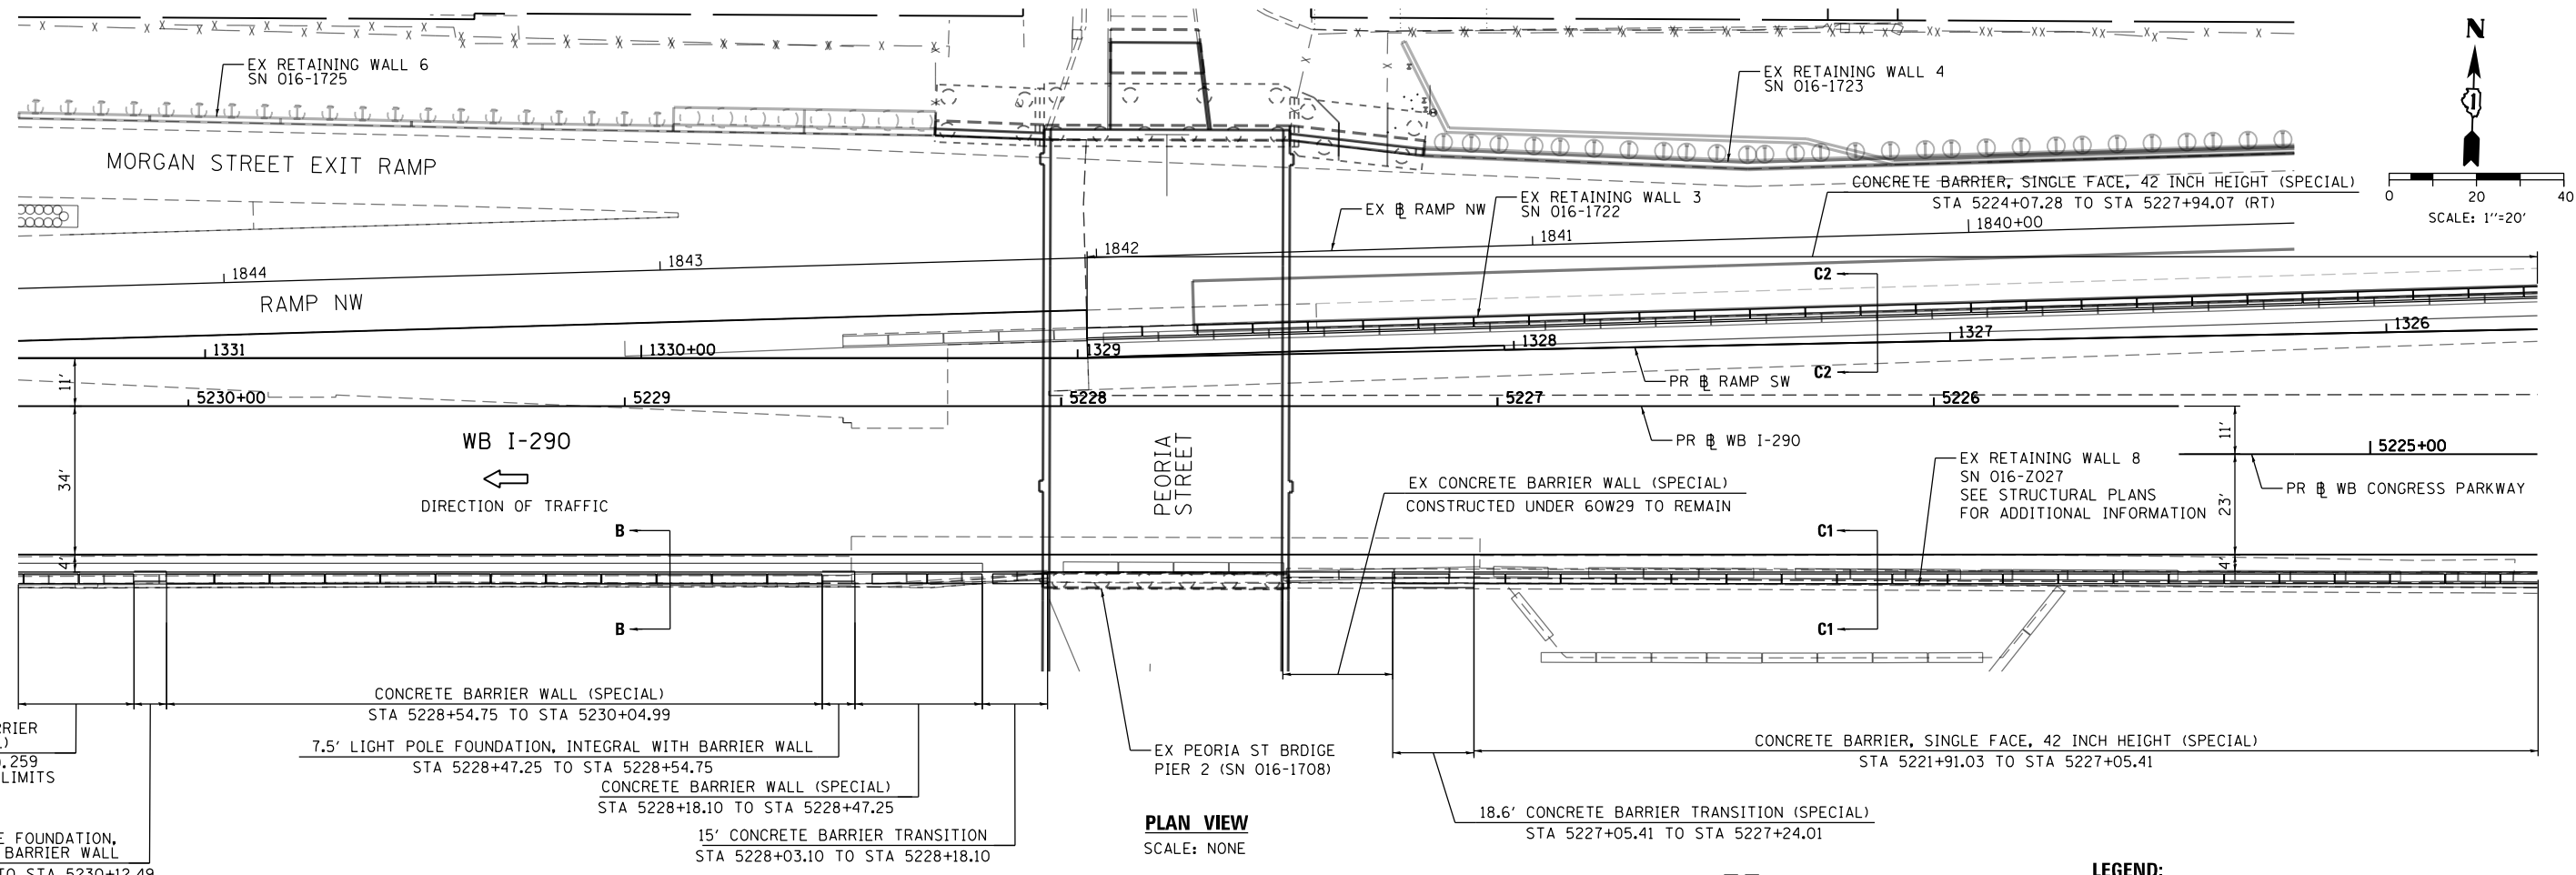 N
EX RETAINING WALL 6
SN 016-1725
EX RETAINING WALL 4
SN 016-1723
MORGAN STREET EXIT RAMP
CONCRETE BARRIER, SINGLE FACE, 42 INCH HEIGHT (SPECIAL)
STA 5224+07.28 TO STA 5227+94.07 (RT)
0 20 40
SCALE: 1''=20'
EX RETAINING WALL 3
SN 016-1722
EX BL RAMP NW
1844
1843
1842
1841
1840+00
C2
RAMP NW
1331
1330+00
1329
1328
1327
1326
11'
C2
PR BL RAMP SW
5230+00
5229
5228
5227
5226
WB I-290
34'
DIRECTION OF TRAFFIC
PEORIA
STREET
PR BL WB I-290
11'
5225+00
EX RETAINING WALL 8
SN 016-Z027
SEE STRUCTURAL PLANS
FOR ADDITIONAL INFORMATION
23'
PR BL WB CONGRESS PARKWAY
EX CONCRETE BARRIER WALL (SPECIAL)
CONSTRUCTED UNDER 60W29 TO REMAIN
B
C1
4'
4'
B
C1
CONCRETE BARRIER WALL (SPECIAL)
STA 5228+54.75 TO STA 5230+04.99
RRIER
)
.259
LIMITS
7.5' LIGHT POLE FOUNDATION, INTEGRAL WITH BARRIER WALL
STA 5228+47.25 TO STA 5228+54.75
CONCRETE BARRIER WALL (SPECIAL)
STA 5228+18.10 TO STA 5228+47.25
15' CONCRETE BARRIER TRANSITION
STA 5228+03.10 TO STA 5228+18.10
E FOUNDATION,
BARRIER WALL
TO STA 5230+12.49
EX PEORIA ST BRDIGE
PIER 2 (SN 016-1708)
PLAN VIEW
SCALE: NONE
CONCRETE BARRIER, SINGLE FACE, 42 INCH HEIGHT (SPECIAL)
STA 5221+91.03 TO STA 5227+05.41
18.6' CONCRETE BARRIER TRANSITION (SPECIAL)
STA 5227+05.41 TO STA 5227+24.01
LEGEND: